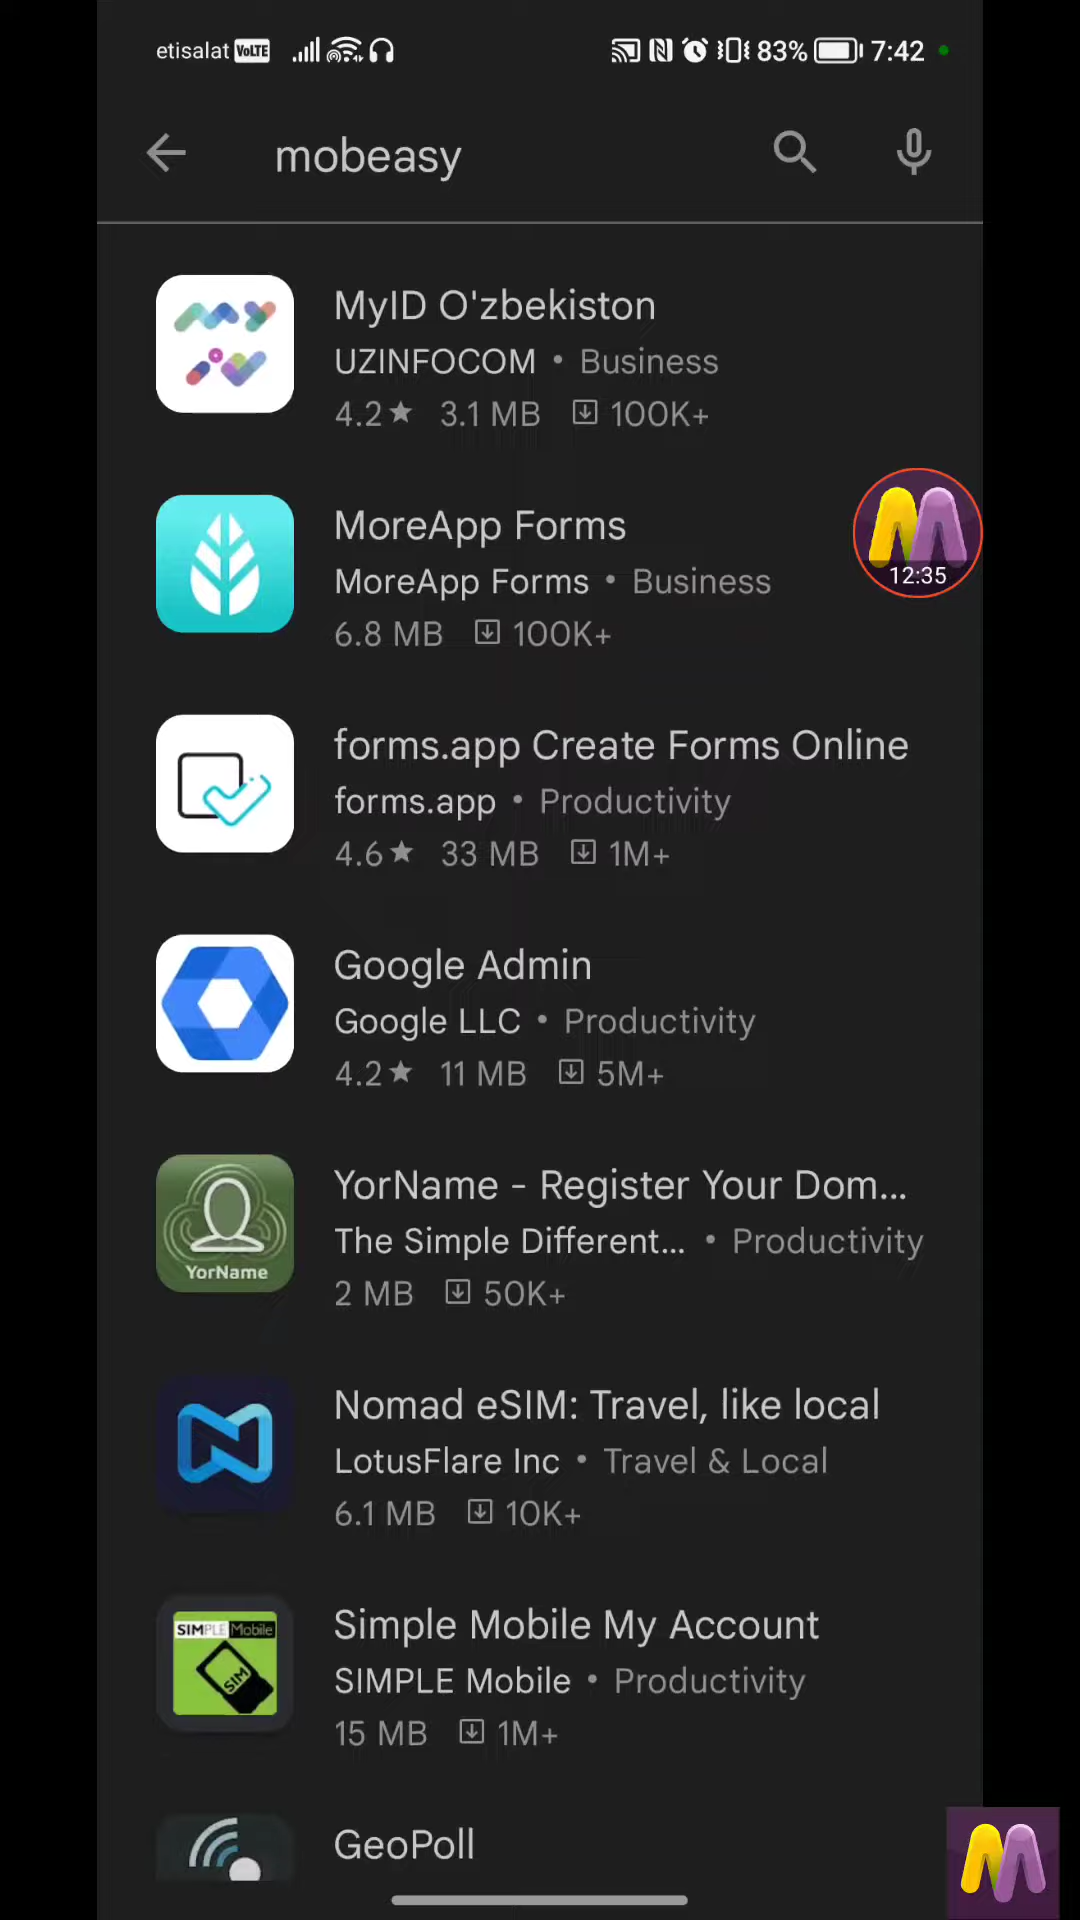 etisalat VoLTE 83% 7:42
mobeasy
MyID O'zbekiston
UZINFOCOM • Business
4.2★ 3.1 MB 100K+
MoreApp Forms
MoreApp Forms • Business
6.8 MB 100K+
12:35
forms.app Create Forms Online
forms.app • Productivity
4.6★ 33 MB 1M+
Google Admin
Google LLC • Productivity
4.2★ 11 MB 5M+
YorName
YorName - Register Your Dom...
The Simple Different... • Productivity
2 MB 50K+
Nomad eSIM: Travel, like local
LotusFlare Inc • Travel & Local
6.1 MB 10K+
SIMPLE Mobile
SIM
Simple Mobile My Account
SIMPLE Mobile • Productivity
15 MB 1M+
GeoPoll